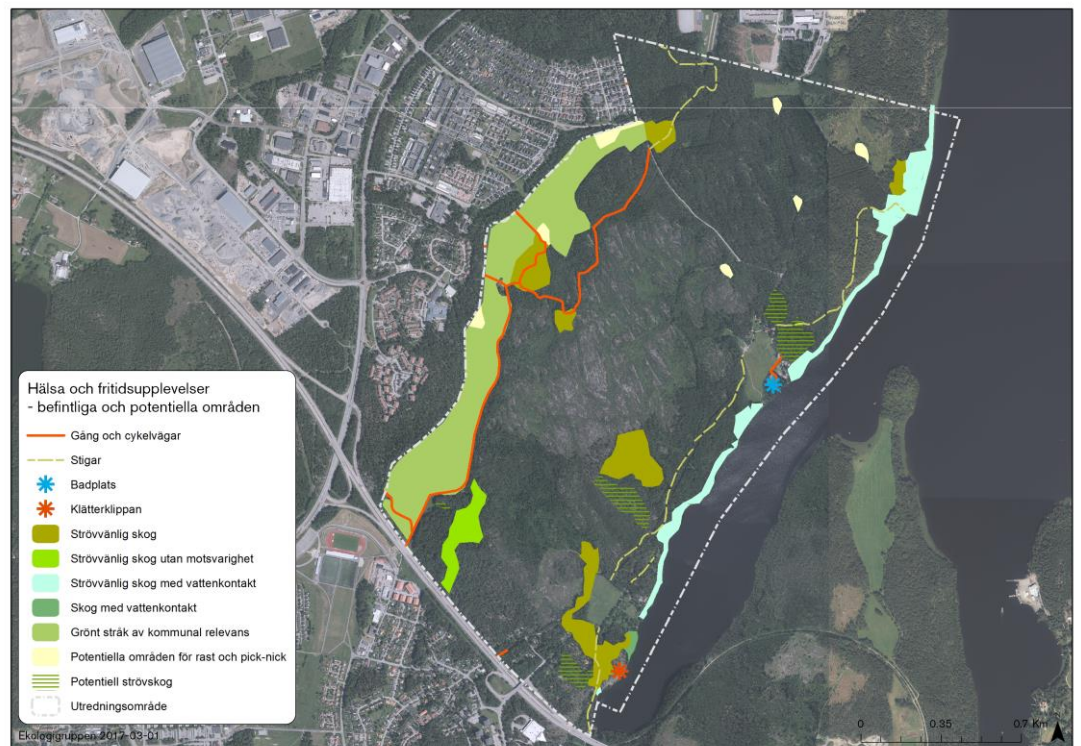 Hälsa och fritidsupplevelser
- befintliga och potentiella områden
Gång och cykelvägar
Stigar
Badplats
Klätterklippan
Strövvänlig skog
Strövvänlig skog utan motsvarighet
Strövvänlig skog med vattenkontakt
Skog med vattenkontakt
Grönt stråk av kommunal relevans
Potentiella områden för rast och pick-nick
Potentiell strövskog
Utredningsområde
Ekologigruppen 2017-03-01
0 0.35 0.7 Km